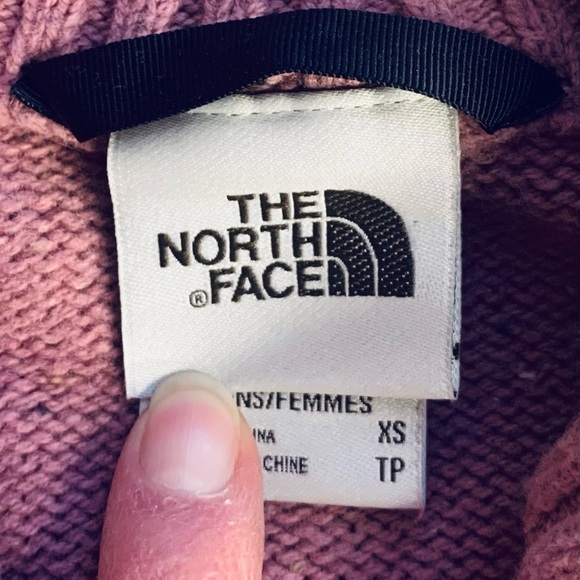 THE
NORTH
® FACE
NS/FEMMES
INA XS
CHINE TP